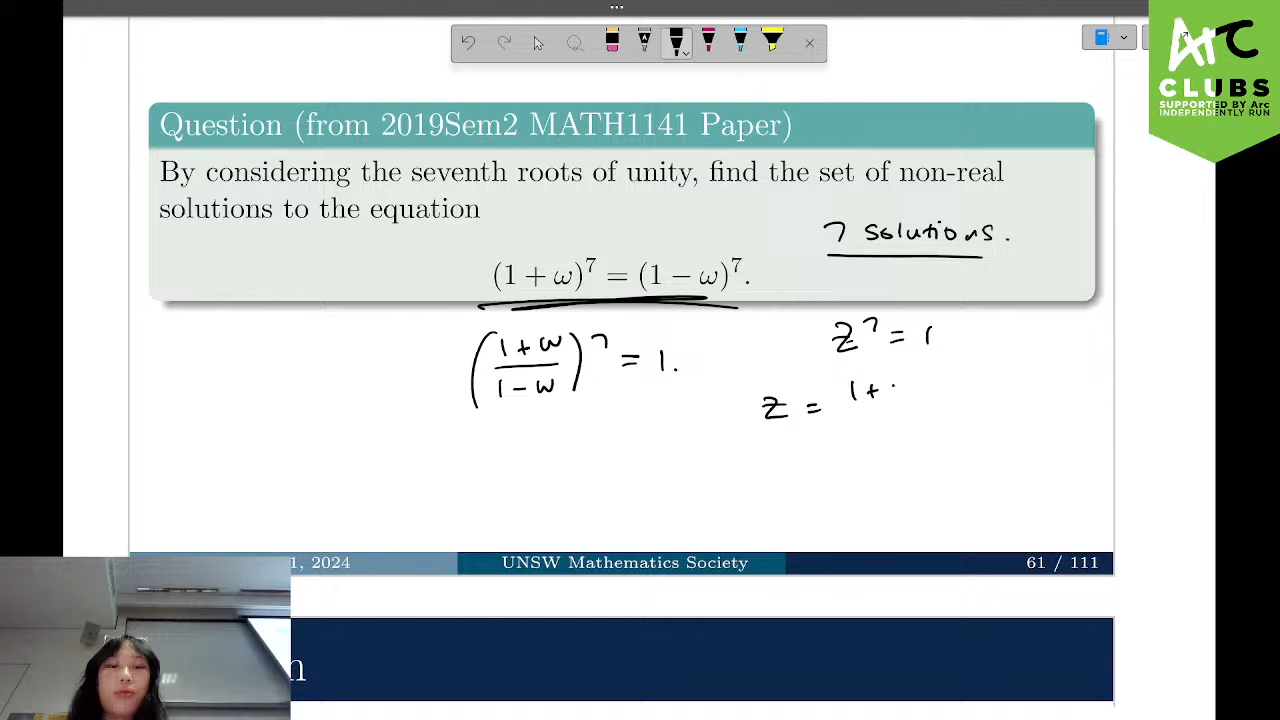 Arc
CLUBS
SUPPORTED BY Arc
INDEPENDENTLY RUN
Question (from 2019Sem2 MATH1141 Paper)
By considering the seventh roots of unity, find the set of non-real
solutions to the equation
7 solutions.
(1 + ω)^7 = (1 − ω)^7.
((1+ω)/(1−ω))^7 = 1.
z^7 = 1
z = 1+
1, 2024
UNSW Mathematics Society
61 / 111
n